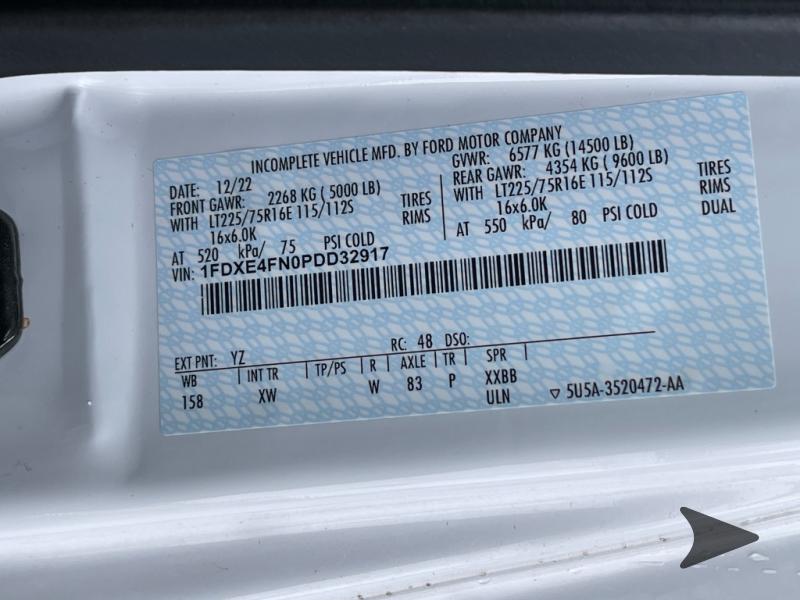 INCOMPLETE VEHICLE MFD. BY FORD MOTOR COMPANY
DATE: 12/22
GVWR: 6577 KG (14500 LB)
FRONT GAWR: 2268 KG (5000 LB)
REAR GAWR: 4354 KG (9600 LB)
WITH LT225/75R16E 115/112S TIRES
WITH LT225/75R16E 115/112S TIRES
16x6.0K RIMS
16x6.0K RIMS
AT 520 kPa/ 75 PSI COLD
AT 550 kPa/ 80 PSI COLD DUAL
VIN: 1FDXE4FN0PDD32917
EXT PNT: YZ RC: 48 DSO:
WB INT TR TP/PS R AXLE TR SPR
158 XW W 83 P XXBB
ULN 5U5A-3520472-AA